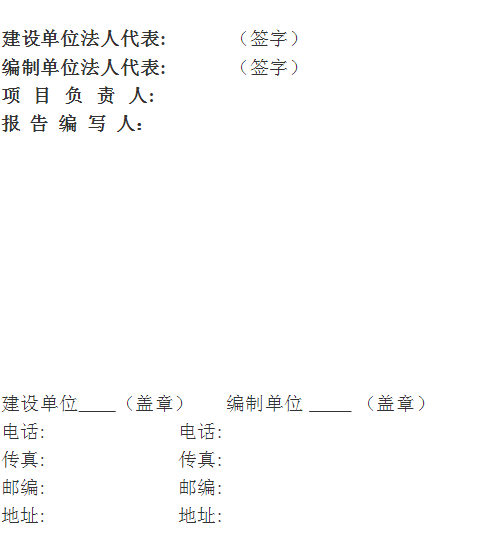 建设单位法人代表: （签字）
编制单位法人代表: （签字）
项 目 负 责 人:
报 告 编 写 人：
建设单位____（盖章） 编制单位 ____ （盖章）
电话: 电话:
传真: 传真:
邮编: 邮编:
地址: 地址: